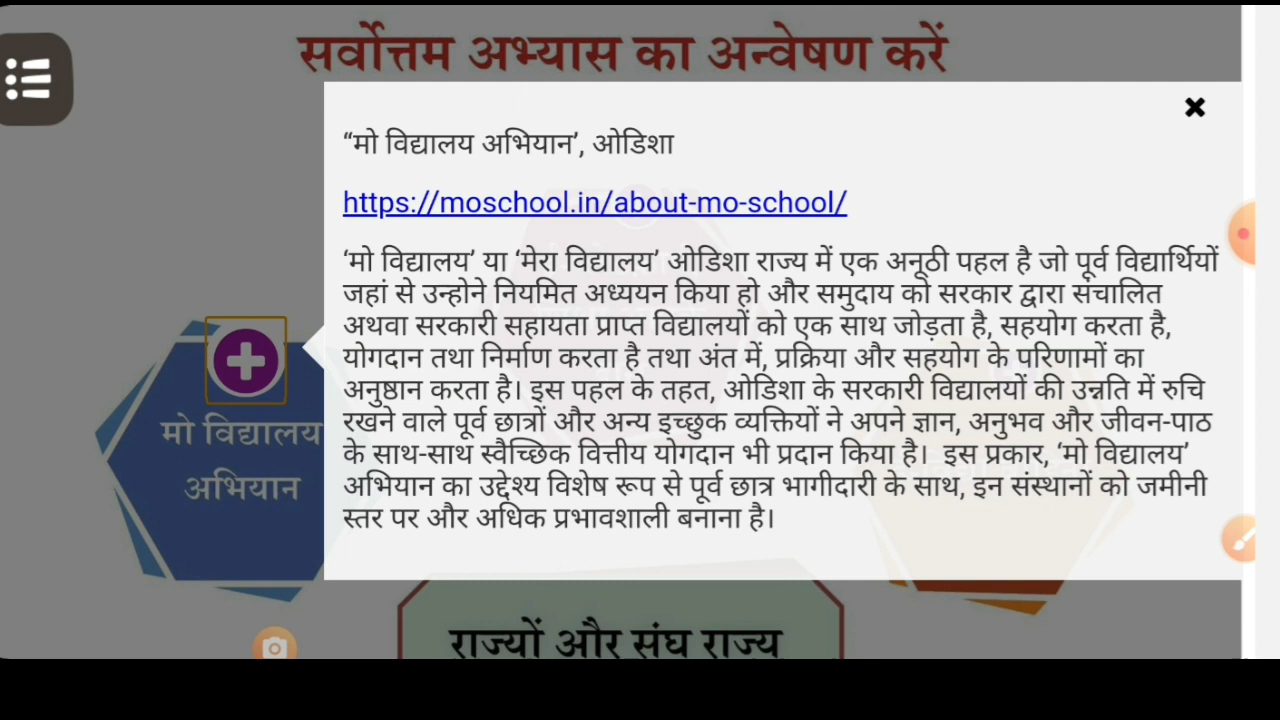 सर्वोत्तम अभ्यास का अन्वेषण करें
“मो विद्यालय अभियान’, ओडिशा
https://moschool.in/about-mo-school/
‘मो विद्यालय’ या ‘मेरा विद्यालय’ ओडिशा राज्य में एक अनूठी पहल है जो पूर्व विद्यार्थियों
जहां से उन्होने नियमित अध्ययन किया हो और समुदाय को सरकार द्वारा संचालित
अथवा सरकारी सहायता प्राप्त विद्यालयों को एक साथ जोड़ता है, सहयोग करता है,
योगदान तथा निर्माण करता है तथा अंत में, प्रक्रिया और सहयोग के परिणामों का
अनुष्ठान करता है। इस पहल के तहत, ओडिशा के सरकारी विद्यालयों की उन्नति में रुचि
रखने वाले पूर्व छात्रों और अन्य इच्छुक व्यक्तियों ने अपने ज्ञान, अनुभव और जीवन-पाठ
के साथ-साथ स्वैच्छिक वित्तीय योगदान भी प्रदान किया है। इस प्रकार, ‘मो विद्यालय’
अभियान का उद्देश्य विशेष रूप से पूर्व छात्र भागीदारी के साथ, इन संस्थानों को जमीनी
स्तर पर और अधिक प्रभावशाली बनाना है।
मो विद्यालय
अभियान
राज्यों और संघ राज्य